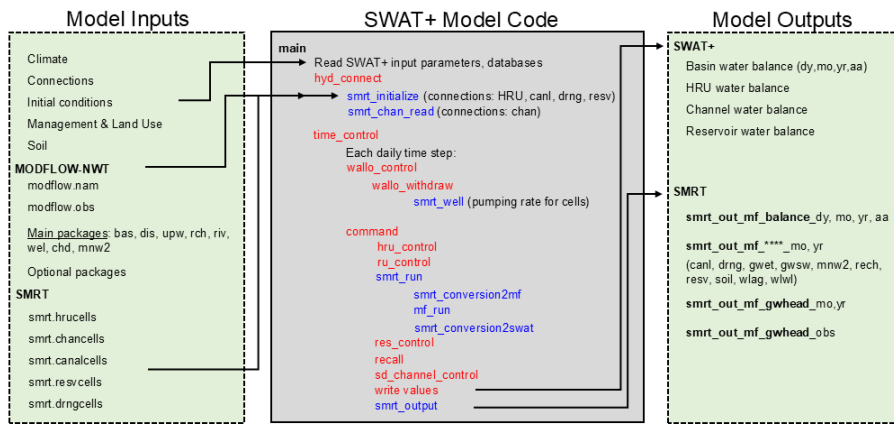 Model Inputs
Climate
Connections
Initial conditions
Management & Land Use
Soil
MODFLOW-NWT
modflow.nam
modflow.obs
Main packages: bas, dis, upw, rch, riv,
wel, chd, mnw2
Optional packages
SMRT
smrt.hrucells
smrt.chancells
smrt.canalcells
smrt.resvcells
smrt.drngcells
SWAT+ Model Code
main
Read SWAT+ input parameters, databases
hyd_connect
smrt_initialize (connections: HRU, canl, drng, resv)
smrt_chan_read (connections: chan)
time_control
Each daily time step:
wallo_control
wallo_withdraw
smrt_well (pumping rate for cells)
command
hru_control
ru_control
smrt_run
smrt_conversion2mf
mf_run
smrt_conversion2swat
res_control
recall
sd_channel_control
write values
smrt_output
Model Outputs
SWAT+
Basin water balance (dy,mo,yr,aa)
HRU water balance
Channel water balance
Reservoir water balance
SMRT
smrt_out_mf_balance_dy, mo, yr, aa
smrt_out_mf_****_mo, yr
(canl, drng, gwet, gwsw, mnw2, rech,
resv, soil, wlag, wlwl)
smrt_out_mf_gwhead_mo,yr
smrt_out_mf_gwhead_obs